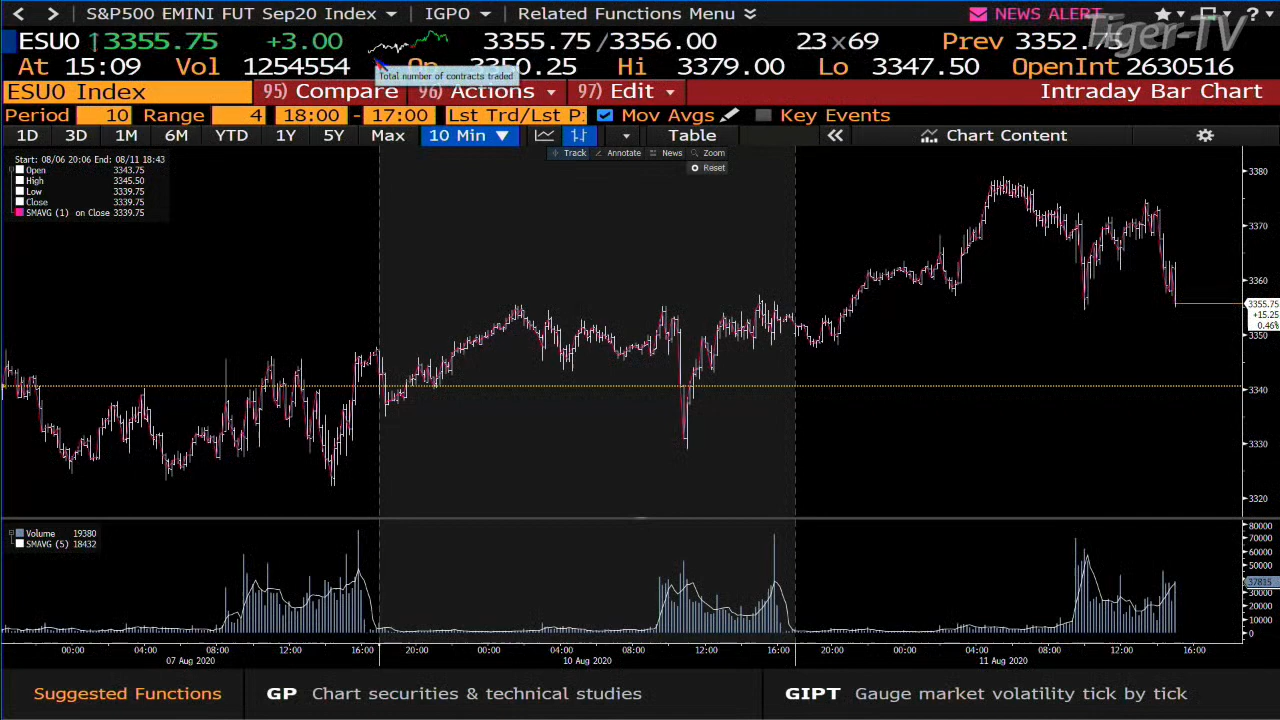 S&P500 EMINI FUT Sep20 Index IGPO Related Functions Menu NEWS ALERT ?
Tiger-TV
ESU0 ↑3355.75 +3.00 3355.75/3356.00 23x69 Prev 3352.75
At 15:09 Vol 1254554 Op 3350.25 Hi 3379.00 Lo 3347.50 OpenInt 2630516
Total number of contracts traded
ESU0 Index 95) Compare 96) Actions 97) Edit Intraday Bar Chart
Period 10 Range 4 18:00 - 17:00 Lst Trd/Lst P: Mov Avgs Key Events
1D 3D 1M 6M YTD 1Y 5Y Max 10 Min ▼ Table « Chart Content
Track Annotate News Zoom
Reset
Start: 08/06 20:06 End: 08/11 18:43
Open 3343.75
High 3345.50
Low 3339.75
Close 3339.75
SMAVG (1) on Close 3339.75
3380
3370
3360
3355.75
+15.25
0.46%
3350
3340
3330
3320
Volume 19380
SMAVG (5) 18432
80000
70000
60000
50000
37815
30000
20000
10000
0
00:00 04:00 08:00 12:00 16:00 20:00 00:00 04:00 08:00 12:00 16:00 20:00 00:00 04:00 08:00 12:00 16:00
07 Aug 2020 10 Aug 2020 11 Aug 2020
Suggested Functions GP Chart securities & technical studies GIPT Gauge market volatility tick by tick